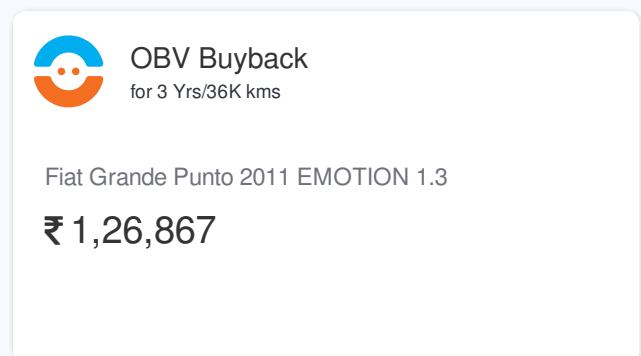 OBV Buyback
for 3 Yrs/36K kms
Fiat Grande Punto 2011 EMOTION 1.3
₹ 1,26,867